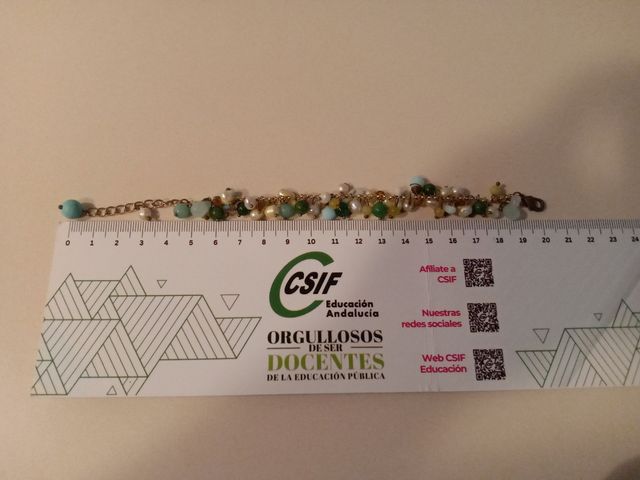 0 1 2 3 4 5 6 7 8 9 10 11 12 13 14 15 16 17 18 19 20 21 22 23 24
CSIF
Educación
Andalucía
ORGULLOSOS
DE SER
DOCENTES
DE LA EDUCACIÓN PÚBLICA
Afíliate a
CSIF
Nuestras
redes sociales
Web CSIF
Educación